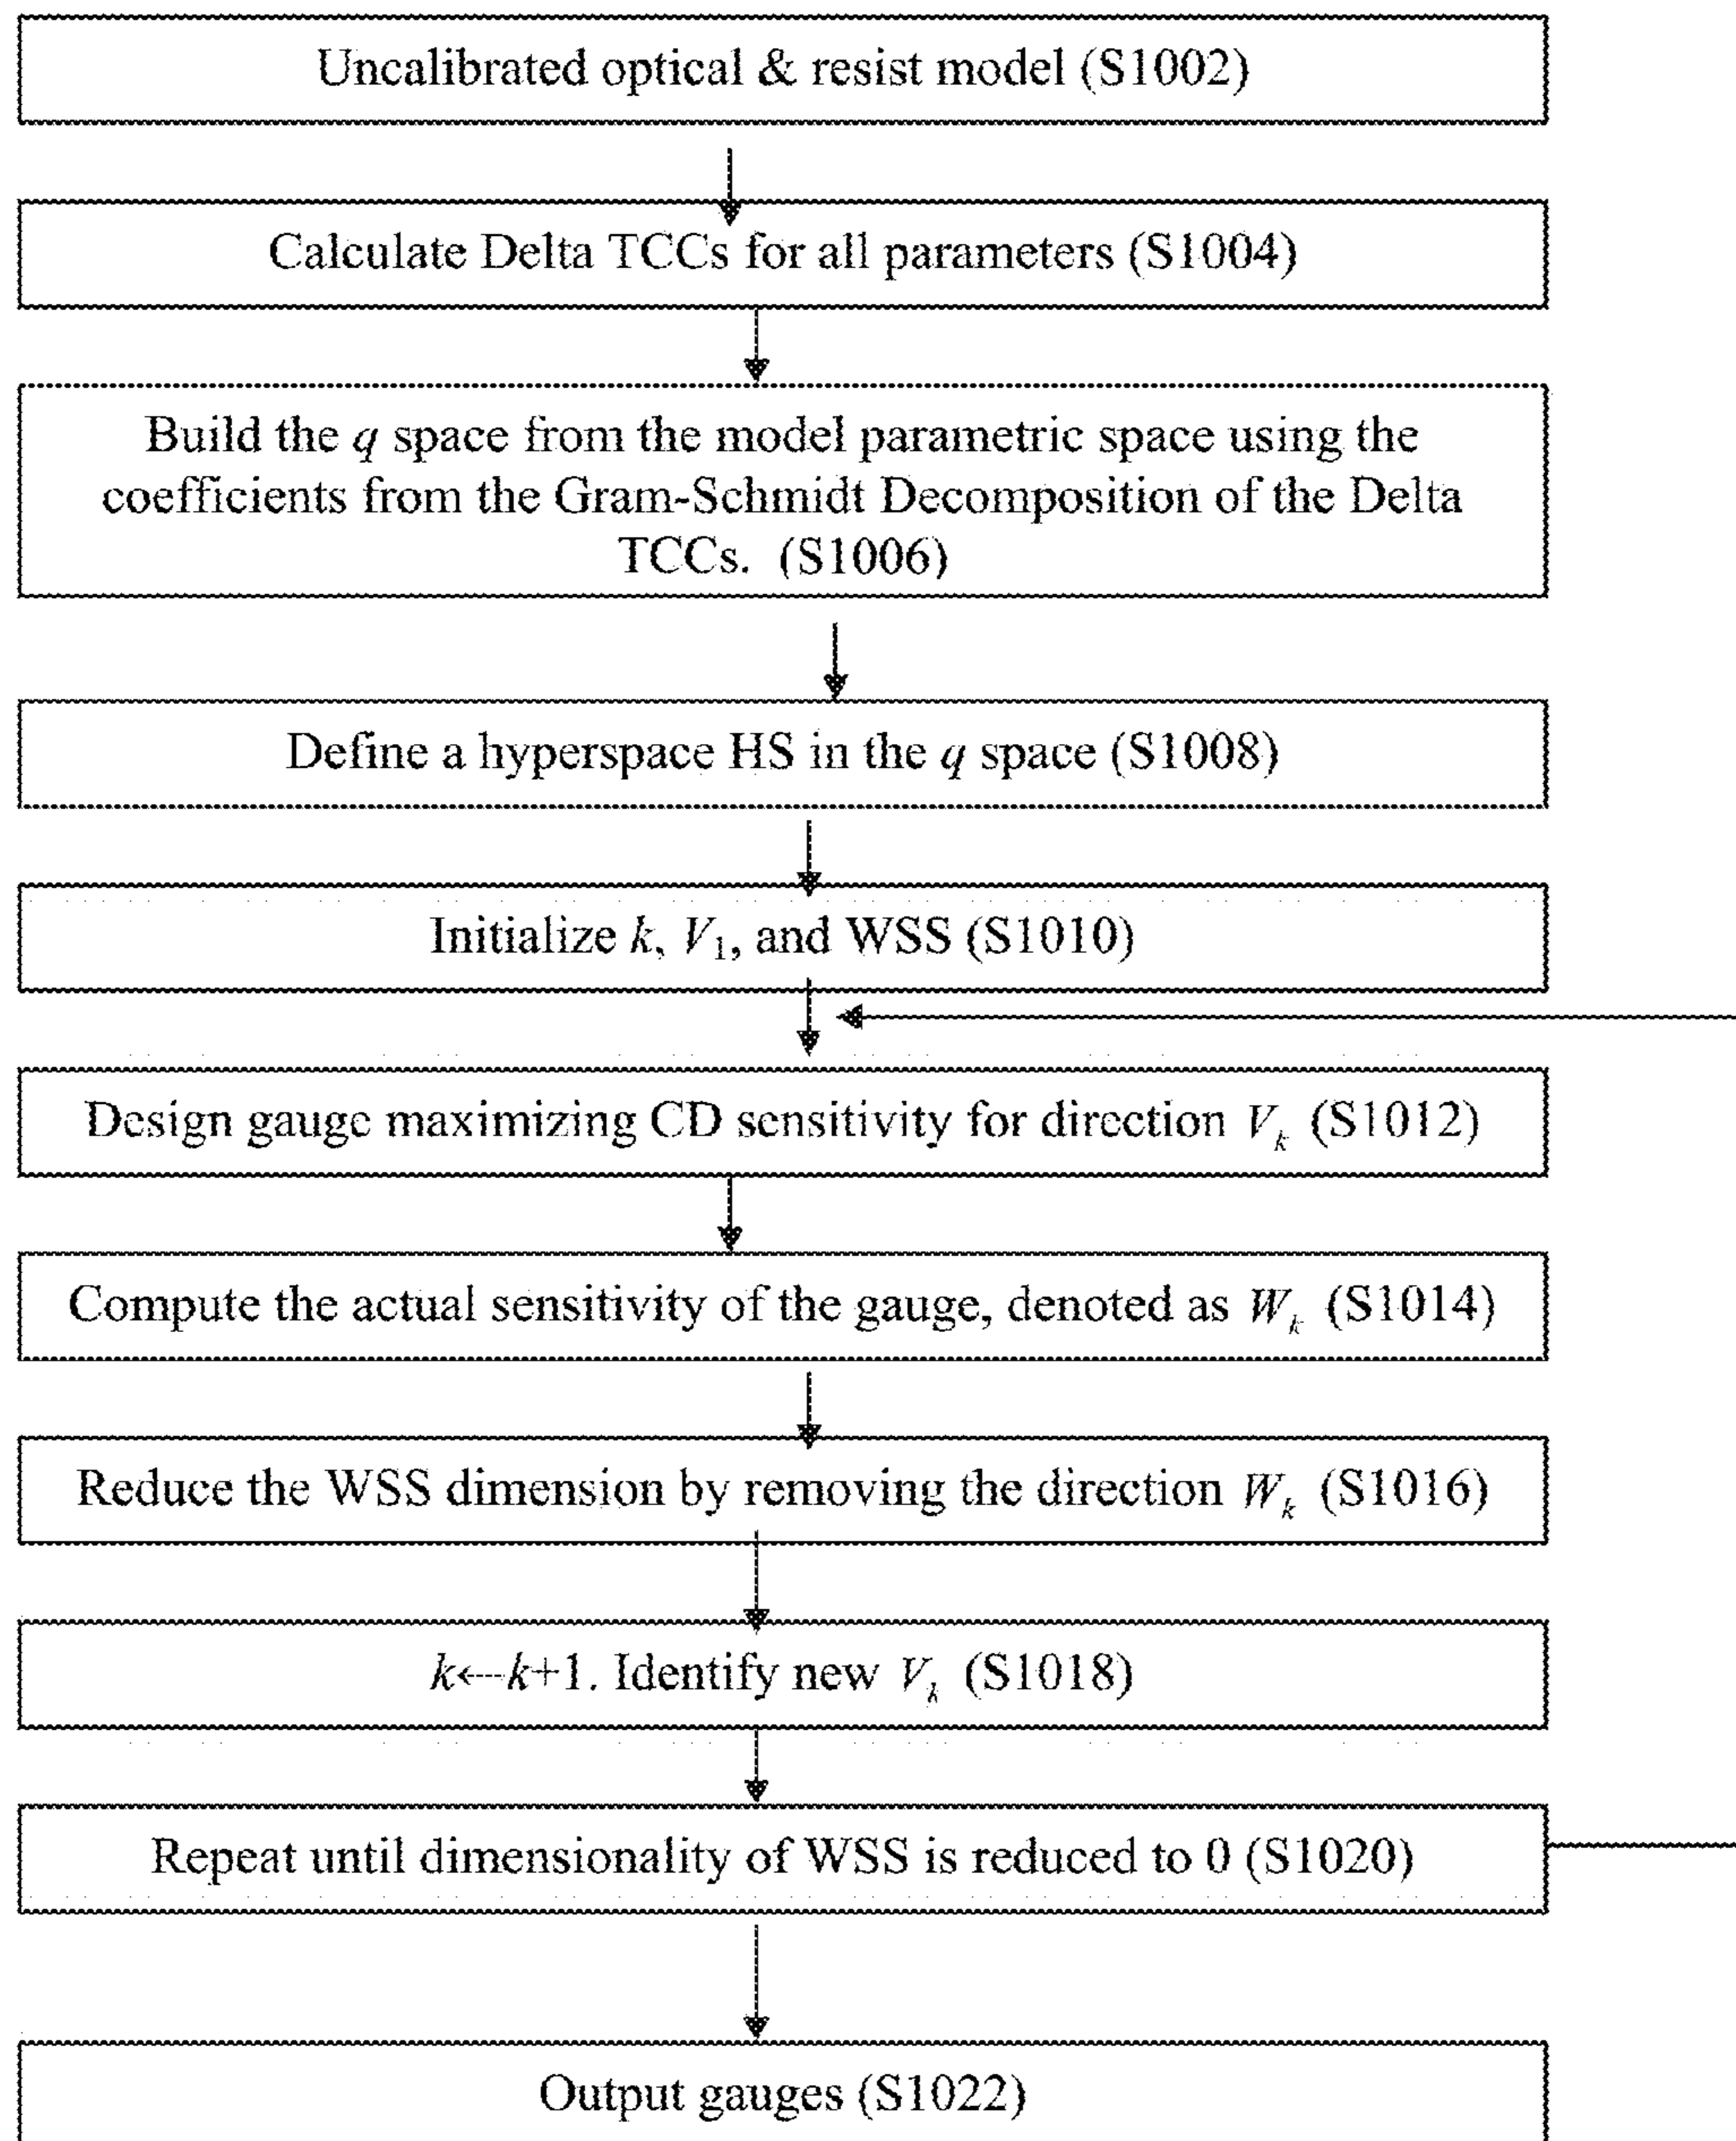 Uncalibrated optical & resist model (S1002)
Calculate Delta TCCs for all parameters (S1004)
Build the q space from the model parametric space using the
coefficients from the Gram-Schmidt Decomposition of the Delta
TCCs. (S1006)
Define a hyperspace HS in the q space (S1008)
Initialize k, V₁, and WSS (S1010)
Design gauge maximizing CD sensitivity for direction Vₖ (S1012)
Compute the actual sensitivity of the gauge, denoted as Wₖ (S1014)
Reduce the WSS dimension by removing the direction Wₖ (S1016)
k←k+1. Identify new Vₖ (S1018)
Repeat until dimensionality of WSS is reduced to 0 (S1020)
Output gauges (S1022)